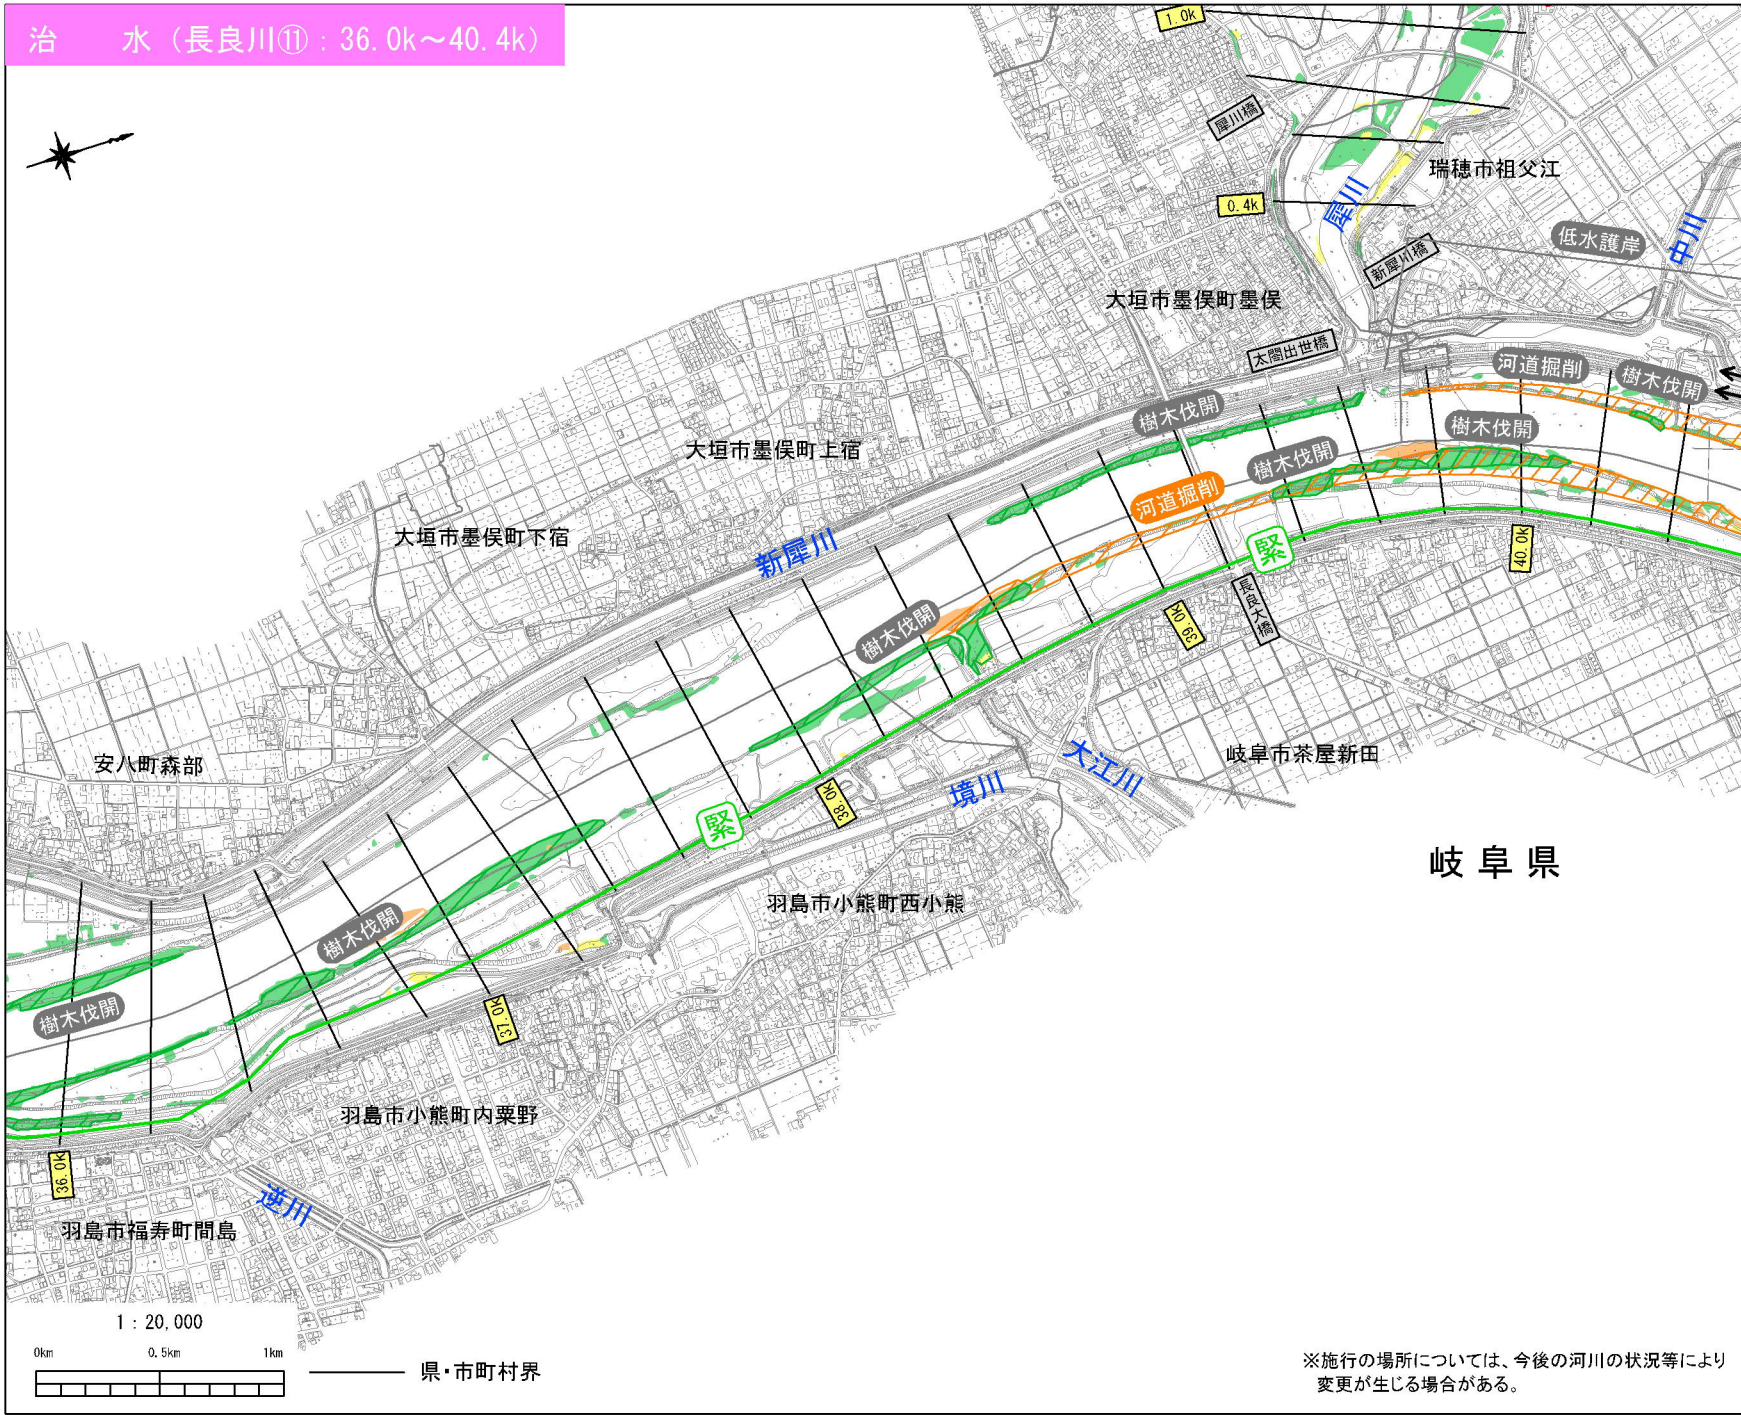 治　水（長良川⑪：36.0k～40.4k）
1.0k
犀川橋
瑞穂市祖父江
0.4k
犀川
低水護岸
中川
新犀川橋
大垣市墨俣町墨俣
太閤出世橋
河道掘削
樹木伐開
樹木伐開
樹木伐開
大垣市墨俣町上宿
樹木伐開
河道掘削
大垣市墨俣町下宿
新犀川
緊
40.0k
長良大橋
39.0k
樹木伐開
安八町森部
大江川
岐阜市茶屋新田
境川
38.0k
緊
岐阜県
羽島市小熊町西小熊
樹木伐開
樹木伐開
37.0k
羽島市小熊町内粟野
36.0k
逆川
羽島市福寿町間島
1：20,000
0km 0.5km 1km
県・市町村界
※施行の場所については、今後の河川の状況等により
変更が生じる場合がある。